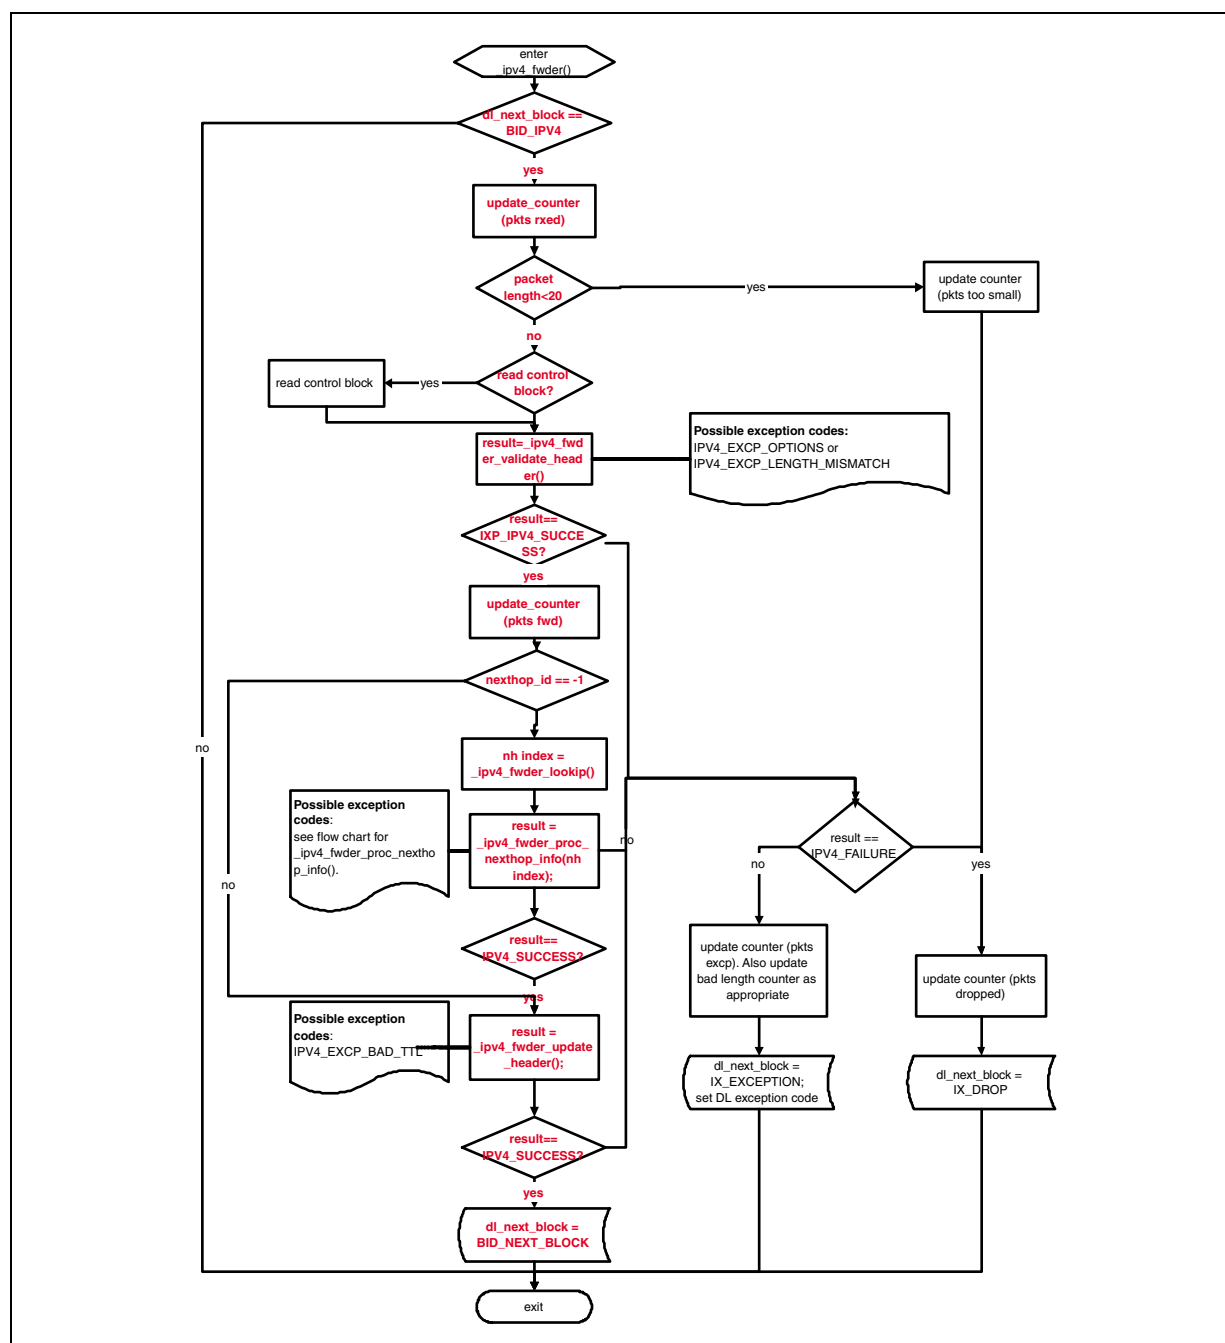 enter
_ipv4_fwder()
dl_next_block ==
BID_IPV4
yes
update_counter
(pkts rxed)
packet
length<20
yes
update counter
(pkts too small)
no
read control
block?
yes
read control block
result=_ipv4_fwd
er_validate_head
er()
Possible exception codes:
IPV4_EXCP_OPTIONS or
IPV4_EXCP_LENGTH_MISMATCH
result==
IXP_IPV4_SUCCE
SS?
yes
update_counter
(pkts fwd)
nexthop_id == -1
no
nh index =
_ipv4_fwder_lookip()
Possible exception
codes:
see flow chart for
_ipv4_fwder_proc_nextho
p_info().
result =
_ipv4_fwder_proc_
nexthop_info(nh
index);
no
result ==
IPV4_FAILURE
no
yes
no
result==
IPV4_SUCCESS?
update counter (pkts
excp). Also update
bad length counter as
appropriate
update counter (pkts
dropped)
yes
Possible exception
codes:
IPV4_EXCP_BAD_TTL
result =
_ipv4_fwder_update
_header();
dl_next_block =
IX_EXCEPTION;
set DL exception code
dl_next_block =
IX_DROP
result==
IPV4_SUCCESS?
yes
dl_next_block =
BID_NEXT_BLOCK
exit